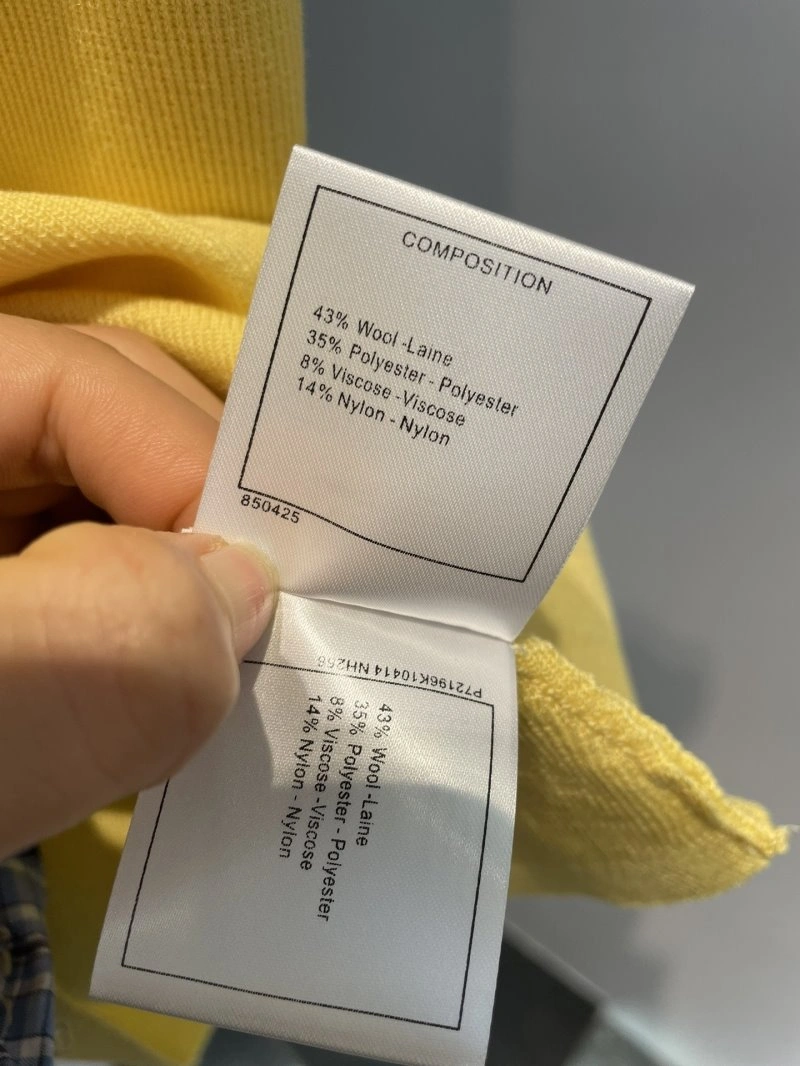 COMPOSITION
43% Wool -Laine
35% Polyester - Polyester
8% Viscose -Viscose
14% Nylon - Nylon
850425
P72196K10414 NH266
43% Wool -Laine
35% Polyester - Polyester
8% Viscose -Viscose
14% Nylon - Nylon